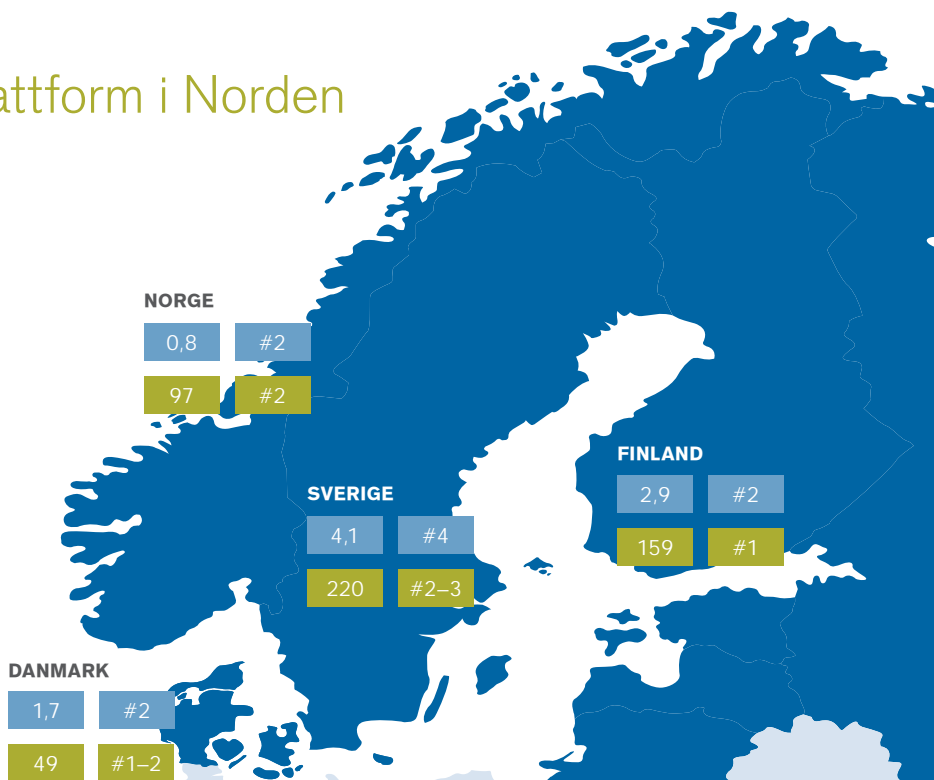 attform i Norden
NORGE
0,8 #2
97 #2
FINLAND
2,9 #2
159 #1
SVERIGE
4,1 #4
220 #2–3
DANMARK
1,7 #2
49 #1–2